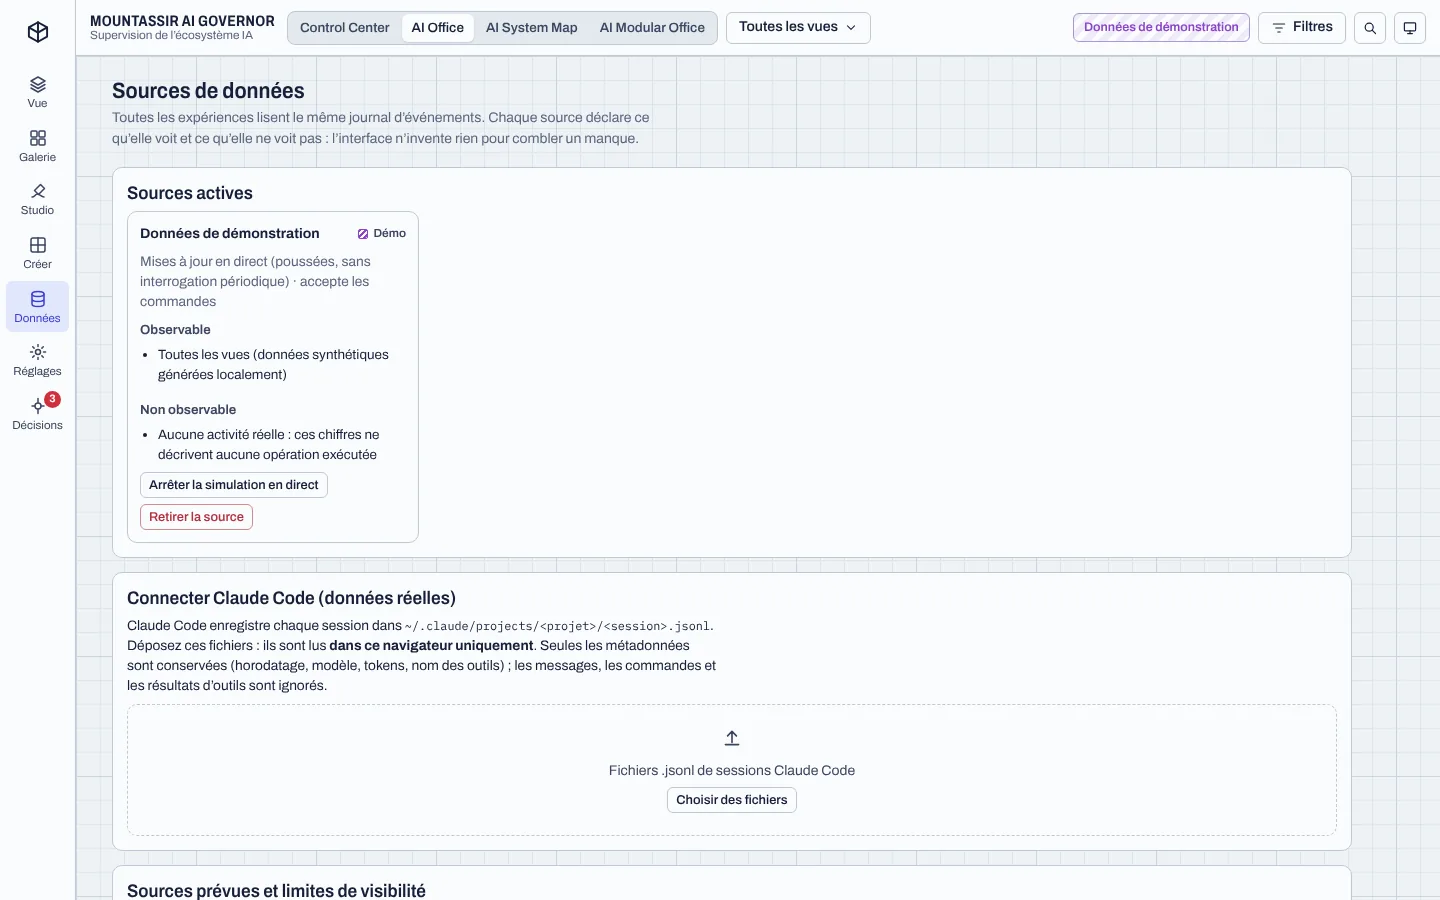 MOUNTASSIR AI GOVERNOR
Supervision de l'écosystème IA
Control Center
AI Office
AI System Map
AI Modular Office
Toutes les vues
Données de démonstration
Filtres
Vue
Galerie
Studio
Créer
Données
Réglages
3
Décisions
Sources de données
Toutes les expériences lisent le même journal d’événements. Chaque source déclare ce
qu’elle voit et ce qu’elle ne voit pas : l’interface n’invente rien pour combler un manque.
Sources actives
Données de démonstration
Démo
Mises à jour en direct (poussées, sans
interrogation périodique) · accepte les
commandes
Observable
• Toutes les vues (données synthétiques
générées localement)
Non observable
• Aucune activité réelle : ces chiffres ne
décrivent aucune opération exécutée
Arrêter la simulation en direct
Retirer la source
Connecter Claude Code (données réelles)
Claude Code enregistre chaque session dans ~/.claude/projects/<projet>/<session>.jsonl.
Déposez ces fichiers : ils sont lus dans ce navigateur uniquement. Seules les métadonnées
sont conservées (horodatage, modèle, tokens, nom des outils) ; les messages, les commandes et
les résultats d’outils sont ignorés.
Fichiers .jsonl de sessions Claude Code
Choisir des fichiers
Sources prévues et limites de visibilité